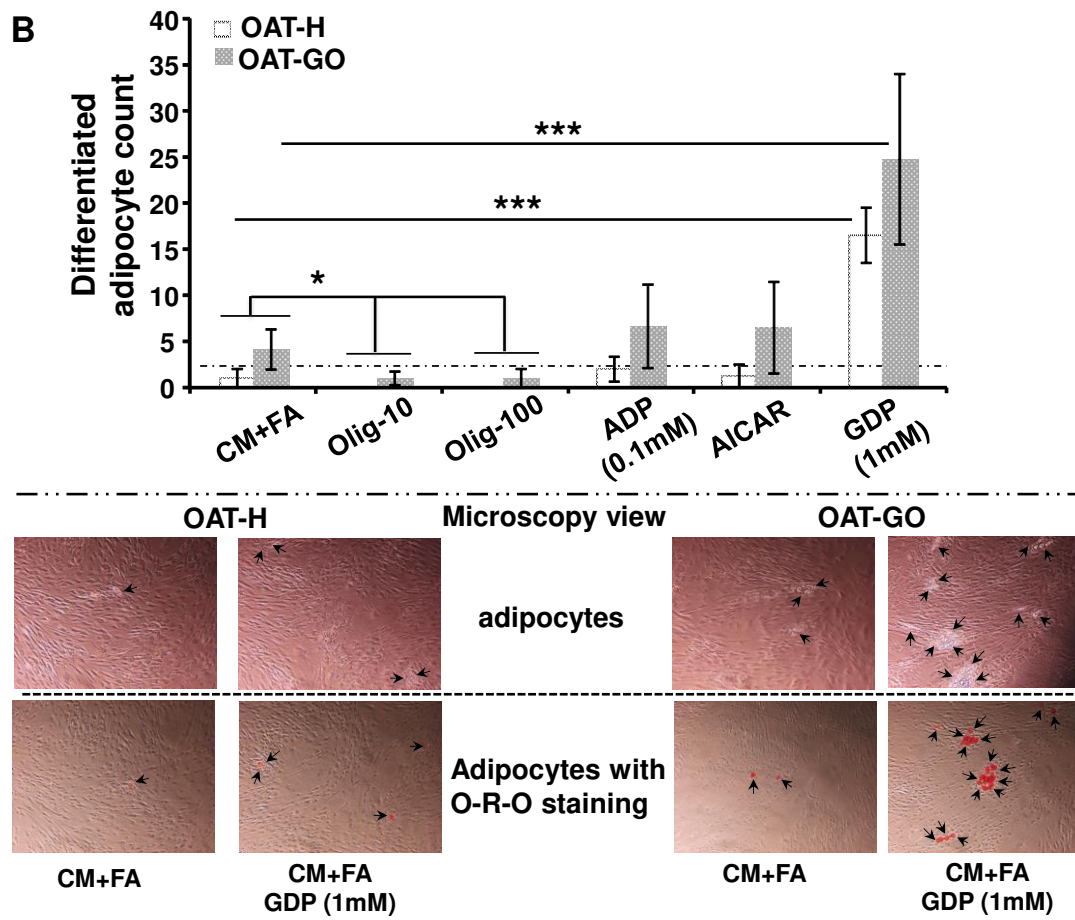 B
OAT-H
OAT-GO
Differentiated
adipocyte count
40
35
30
25
20
15
10
5
0
***
***
*
CM+FA
Olig-10
Olig-100
ADP
(0.1mM)
AICAR
GDP
(1mM)
OAT-H
Microscopy view
OAT-GO
adipocytes
Adipocytes with
O-R-O staining
CM+FA
CM+FA
GDP (1mM)
CM+FA
CM+FA
GDP (1mM)